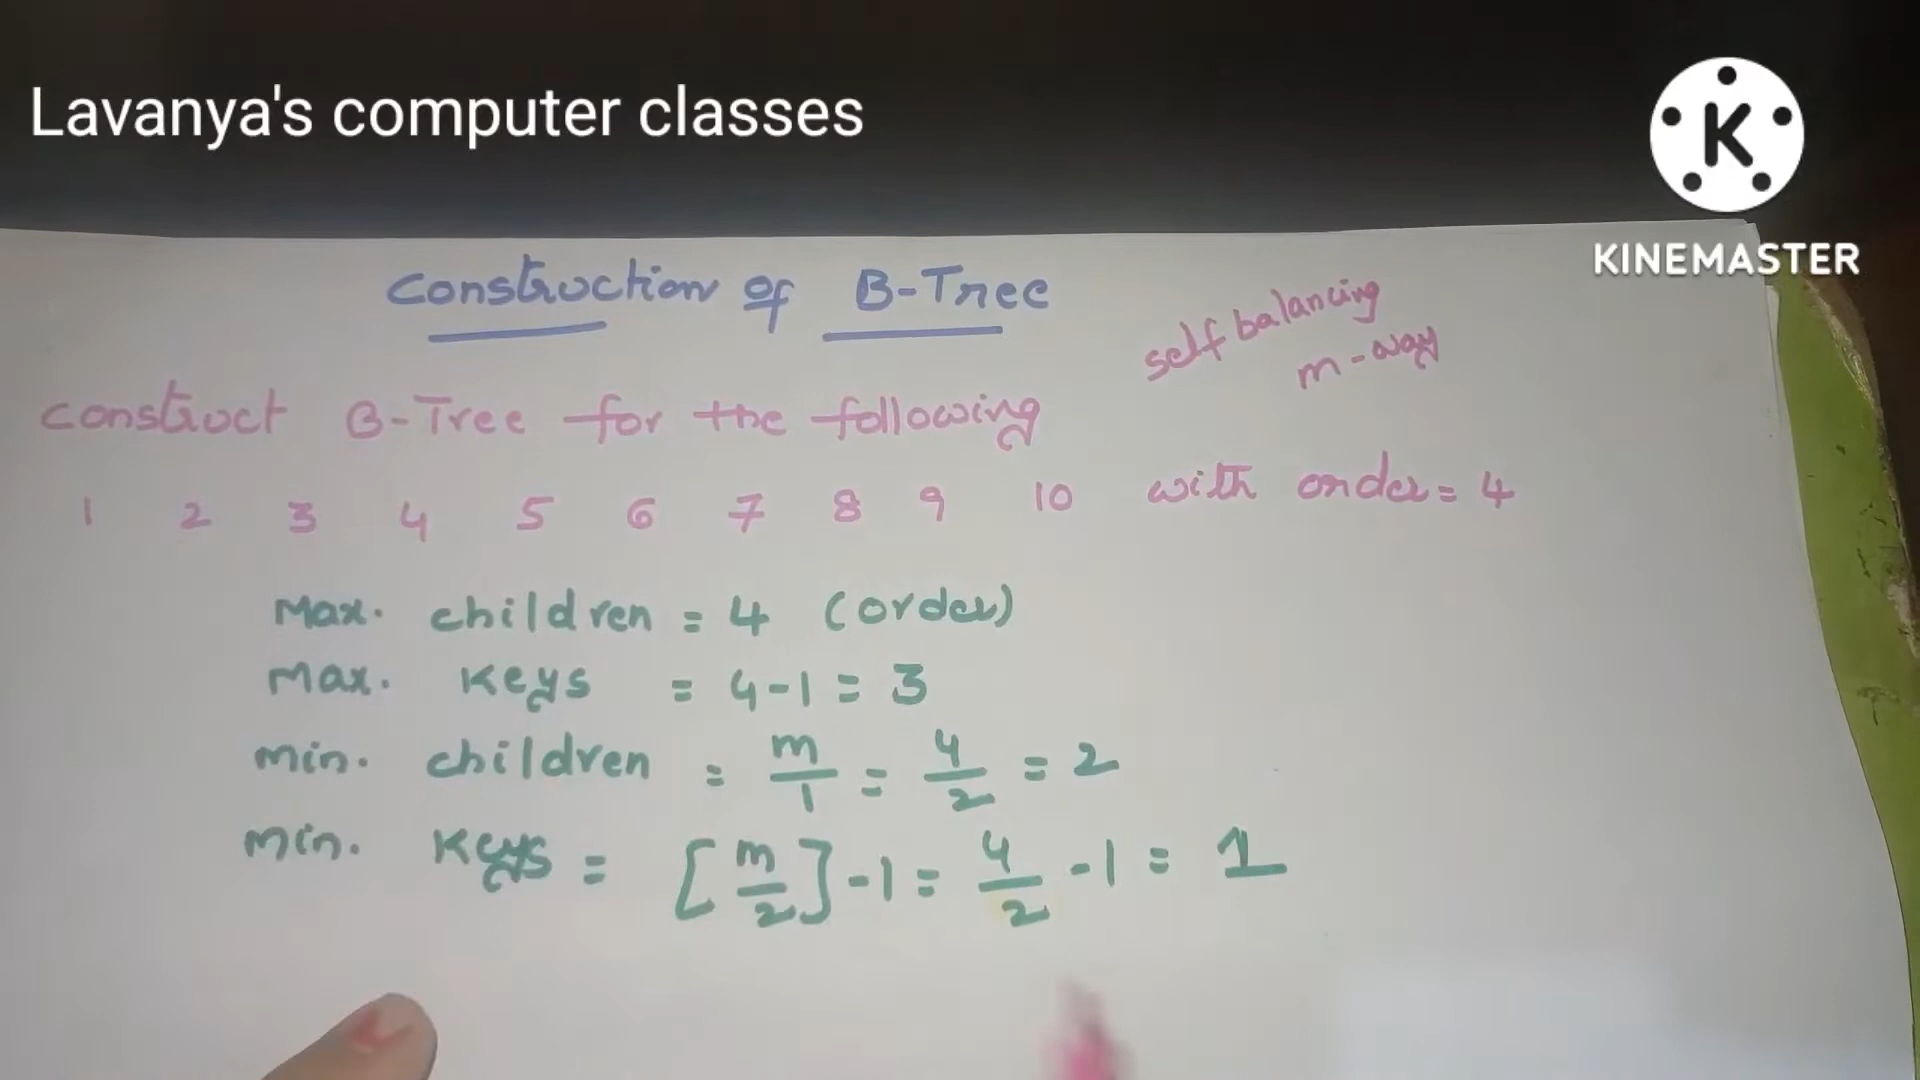 Lavanya's computer classes
KINEMASTER
Construction of B-Tree
self balancing
m-way
construct B-Tree for the following
1 2 3 4 5 6 7 8 9 10 with order = 4
Max. children = 4 (order)
Max. Keys = 4-1 = 3
Min. children = m/1 = 4/2 = 2
Min. Keys = [m/2] -1 = 4/2 -1 = 1